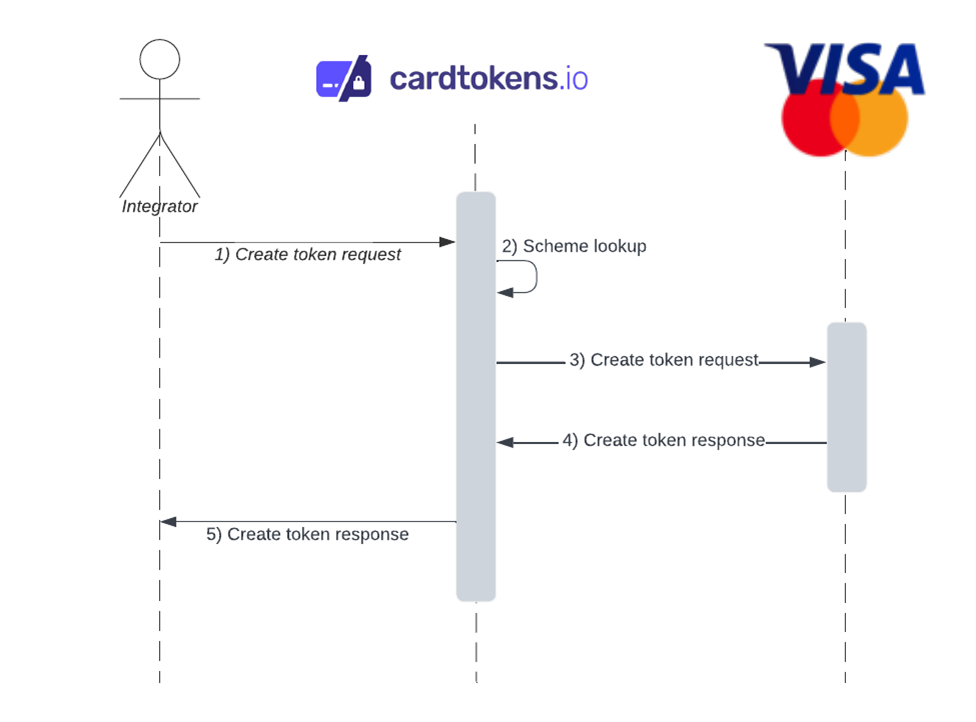 cardtokens.io
VISA
Integrator
1) Create token request
2) Scheme lookup
3) Create token request
4) Create token response
5) Create token response